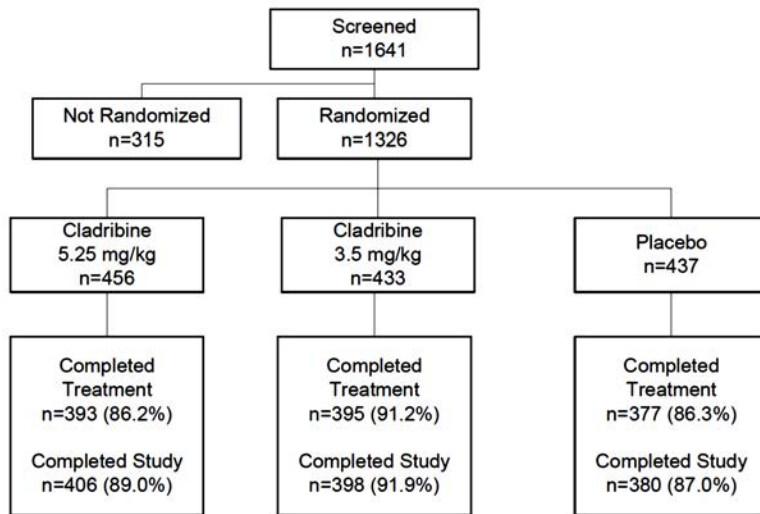 Screened
n=1641
Not Randomized
n=315
Randomized
n=1326
Cladribine
5.25 mg/kg
n=456
Cladribine
3.5 mg/kg
n=433
Placebo
n=437
Completed
Treatment
n=393 (86.2%)
Completed Study
n=406 (89.0%)
Completed
Treatment
n=395 (91.2%)
Completed Study
n=398 (91.9%)
Completed
Treatment
n=377 (86.3%)
Completed Study
n=380 (87.0%)